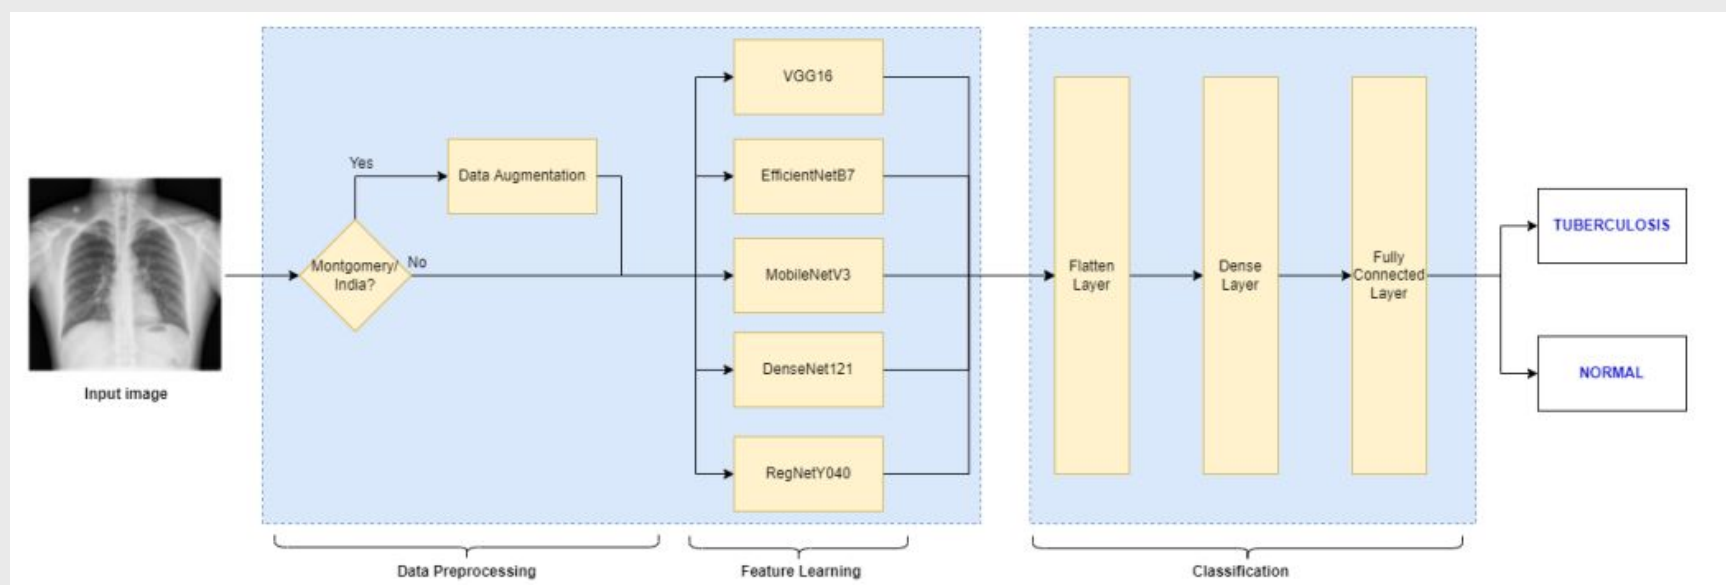 Input image
Montgomery/
India?
Yes
No
Data Augmentation
VGG16
EfficientNetB7
MobileNetV3
DenseNet121
RegNetY040
Flatten
Layer
Dense
Layer
Fully
Connected
Layer
TUBERCULOSIS
NORMAL
Data Preprocessing
Feature Learning
Classification